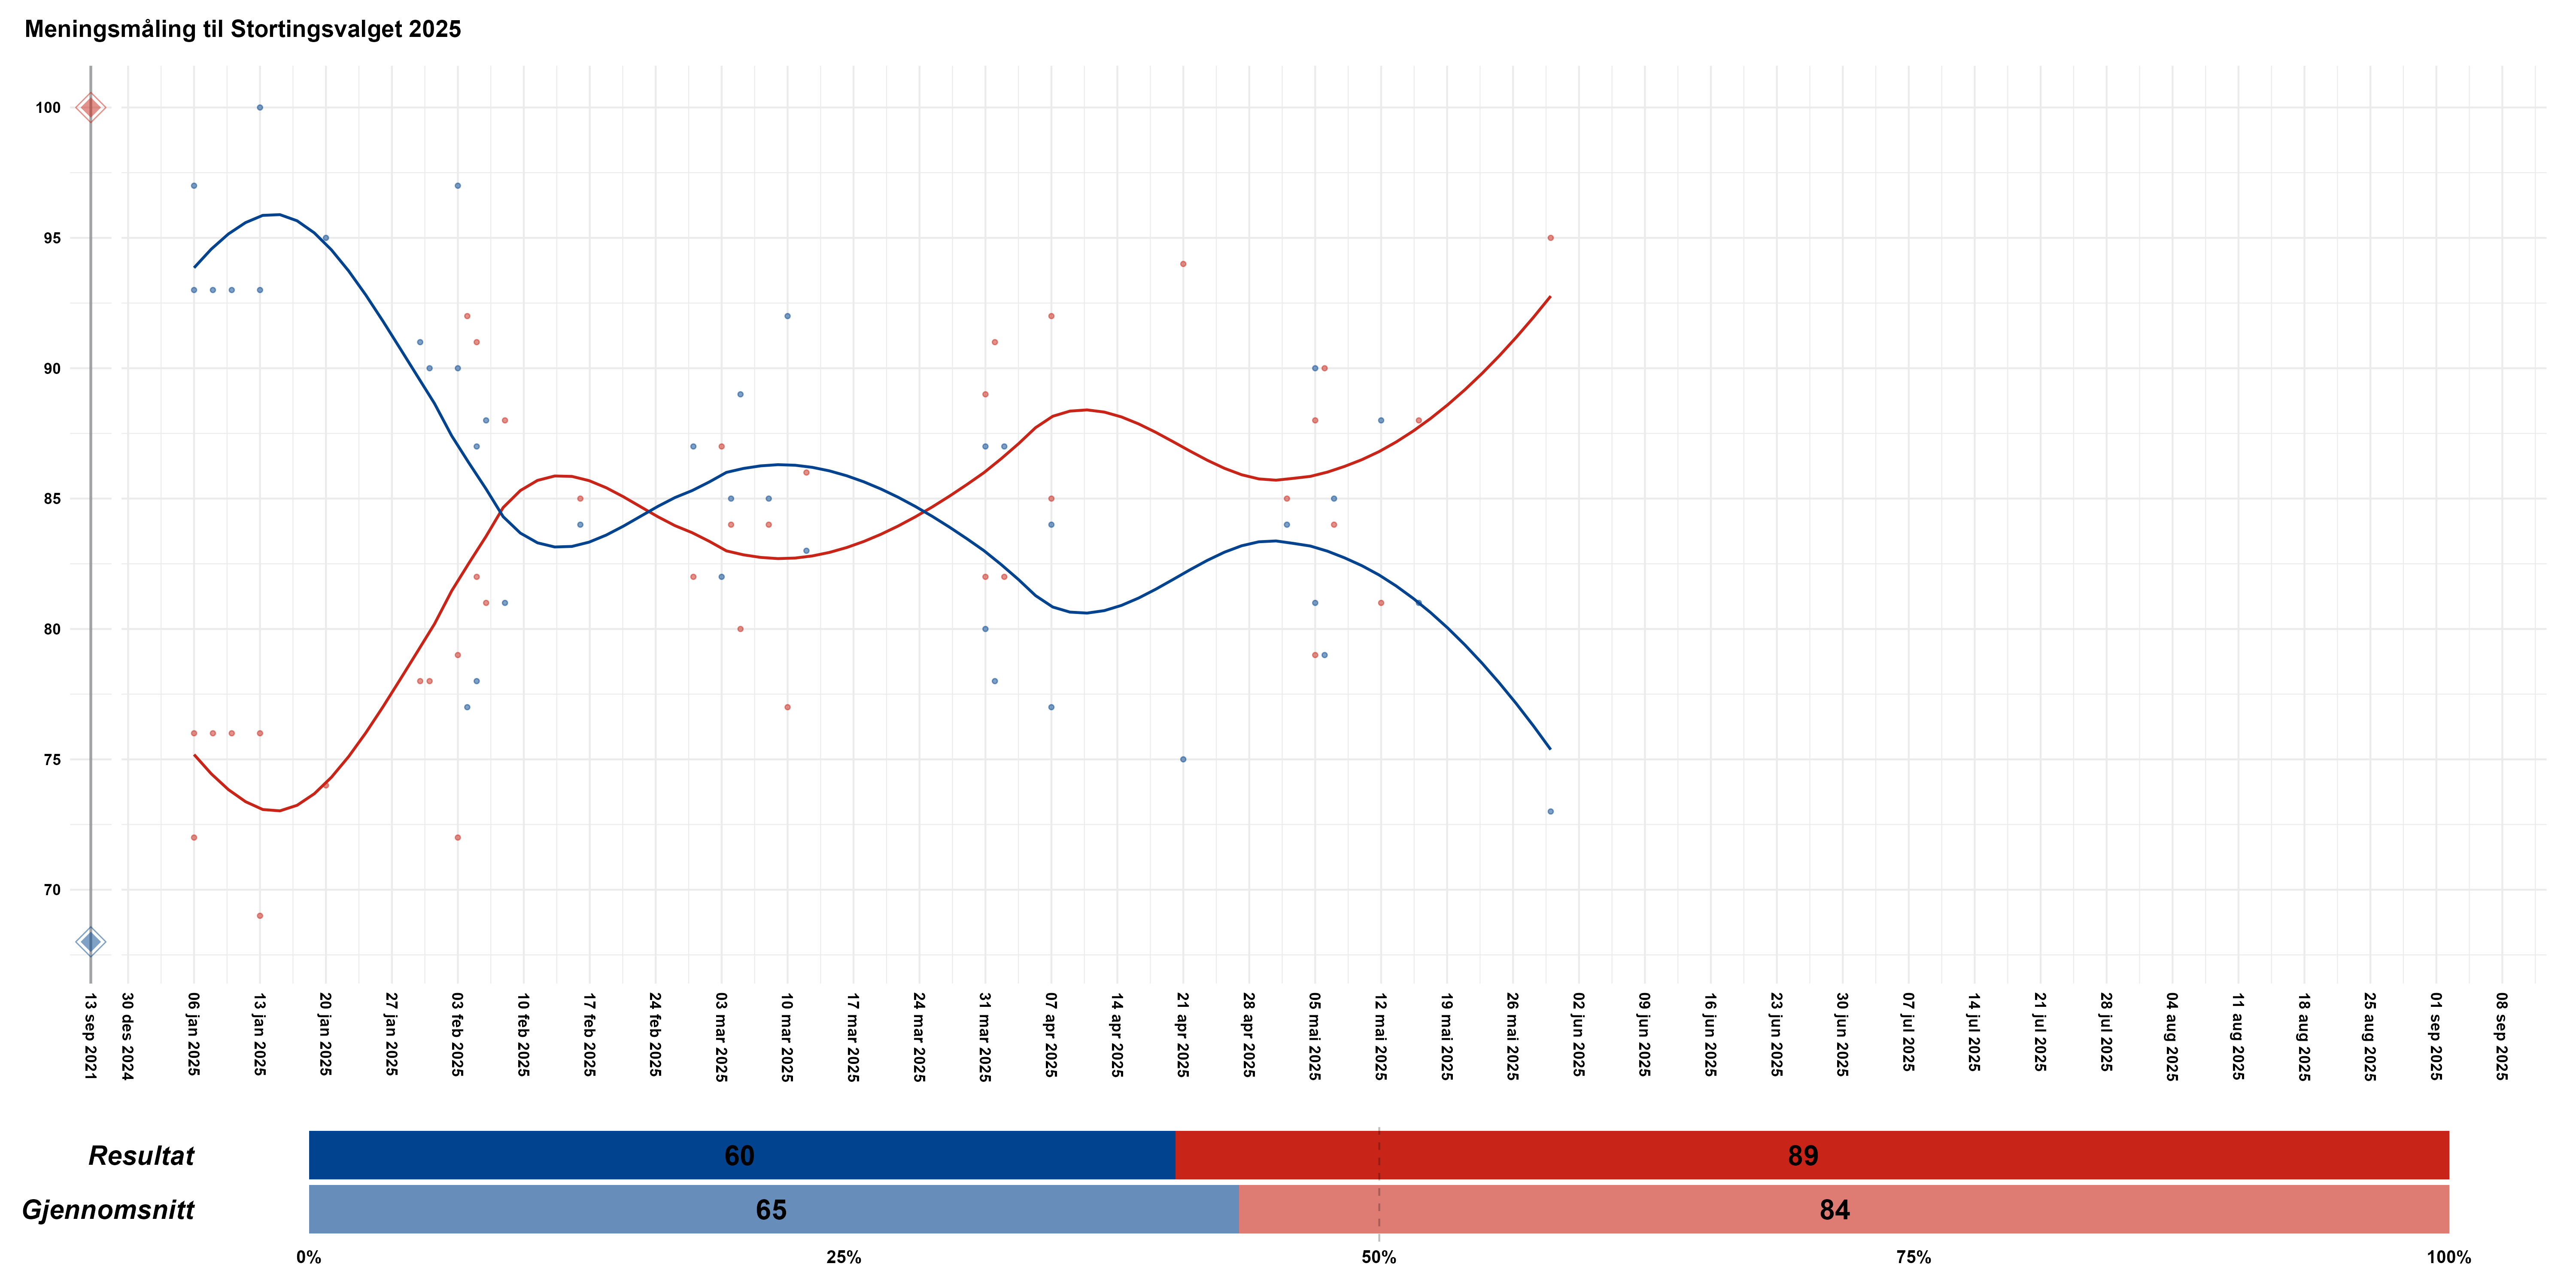 Meningsmåling til Stortingsvalget 2025
100
95
90
85
80
75
70
13 sep 2021
30 des 2024
06 jan 2025
13 jan 2025
20 jan 2025
27 jan 2025
03 feb 2025
10 feb 2025
17 feb 2025
24 feb 2025
03 mar 2025
10 mar 2025
17 mar 2025
24 mar 2025
31 mar 2025
07 apr 2025
14 apr 2025
21 apr 2025
28 apr 2025
05 mai 2025
12 mai 2025
19 mai 2025
26 mai 2025
02 jun 2025
09 jun 2025
16 jun 2025
23 jun 2025
30 jun 2025
07 jul 2025
14 jul 2025
21 jul 2025
28 jul 2025
04 aug 2025
11 aug 2025
18 aug 2025
25 aug 2025
01 sep 2025
08 sep 2025
Resultat 60 89
Gjennomsnitt 65 84
0% 25% 50% 75% 100%